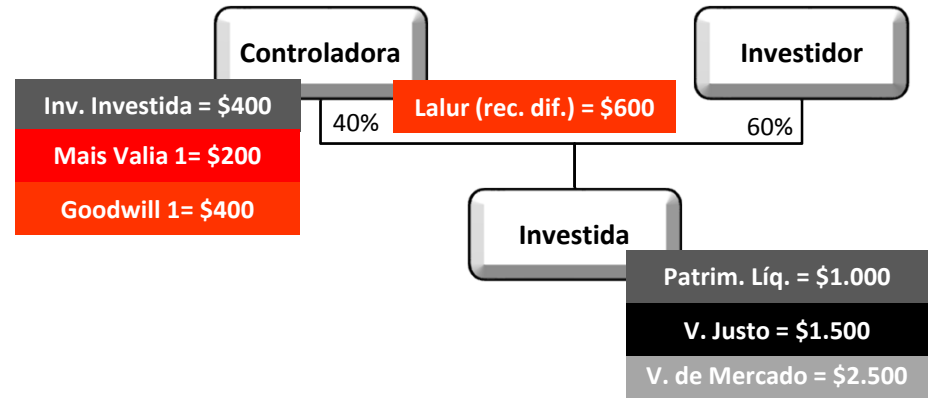 Controladora
Investidor
Inv. Investida = $400
Lalur (rec. dif.) = $600
40%
60%
Mais Valia 1= $200
Goodwill 1= $400
Investida
Patrim. Líq. = $1.000
V. Justo = $1.500
V. de Mercado = $2.500